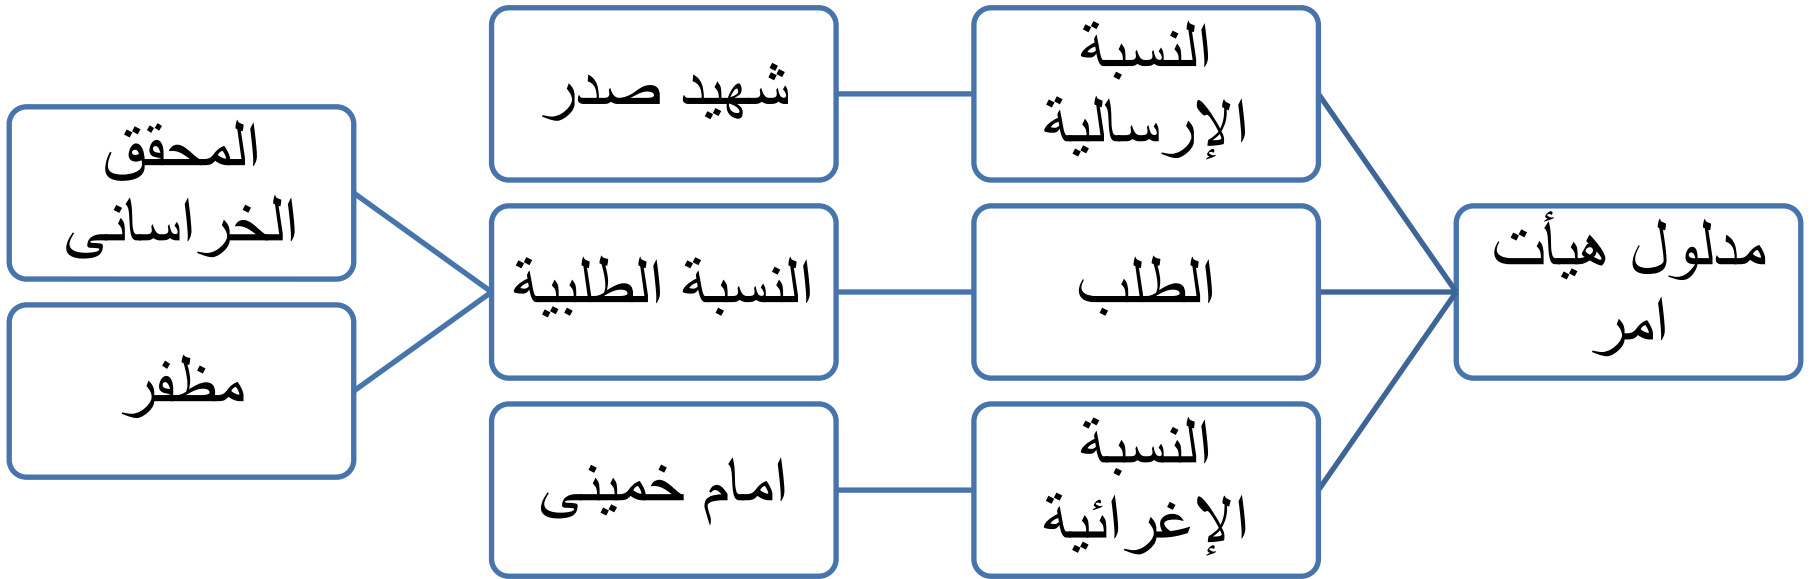 مدلول هيأت
امر
النسبة
الإرسالية
شهيد صدر
الطلب
النسبة الطلبية
المحقق
الخراسانى
مظفر
النسبة
الإغرائية
امام خمينى